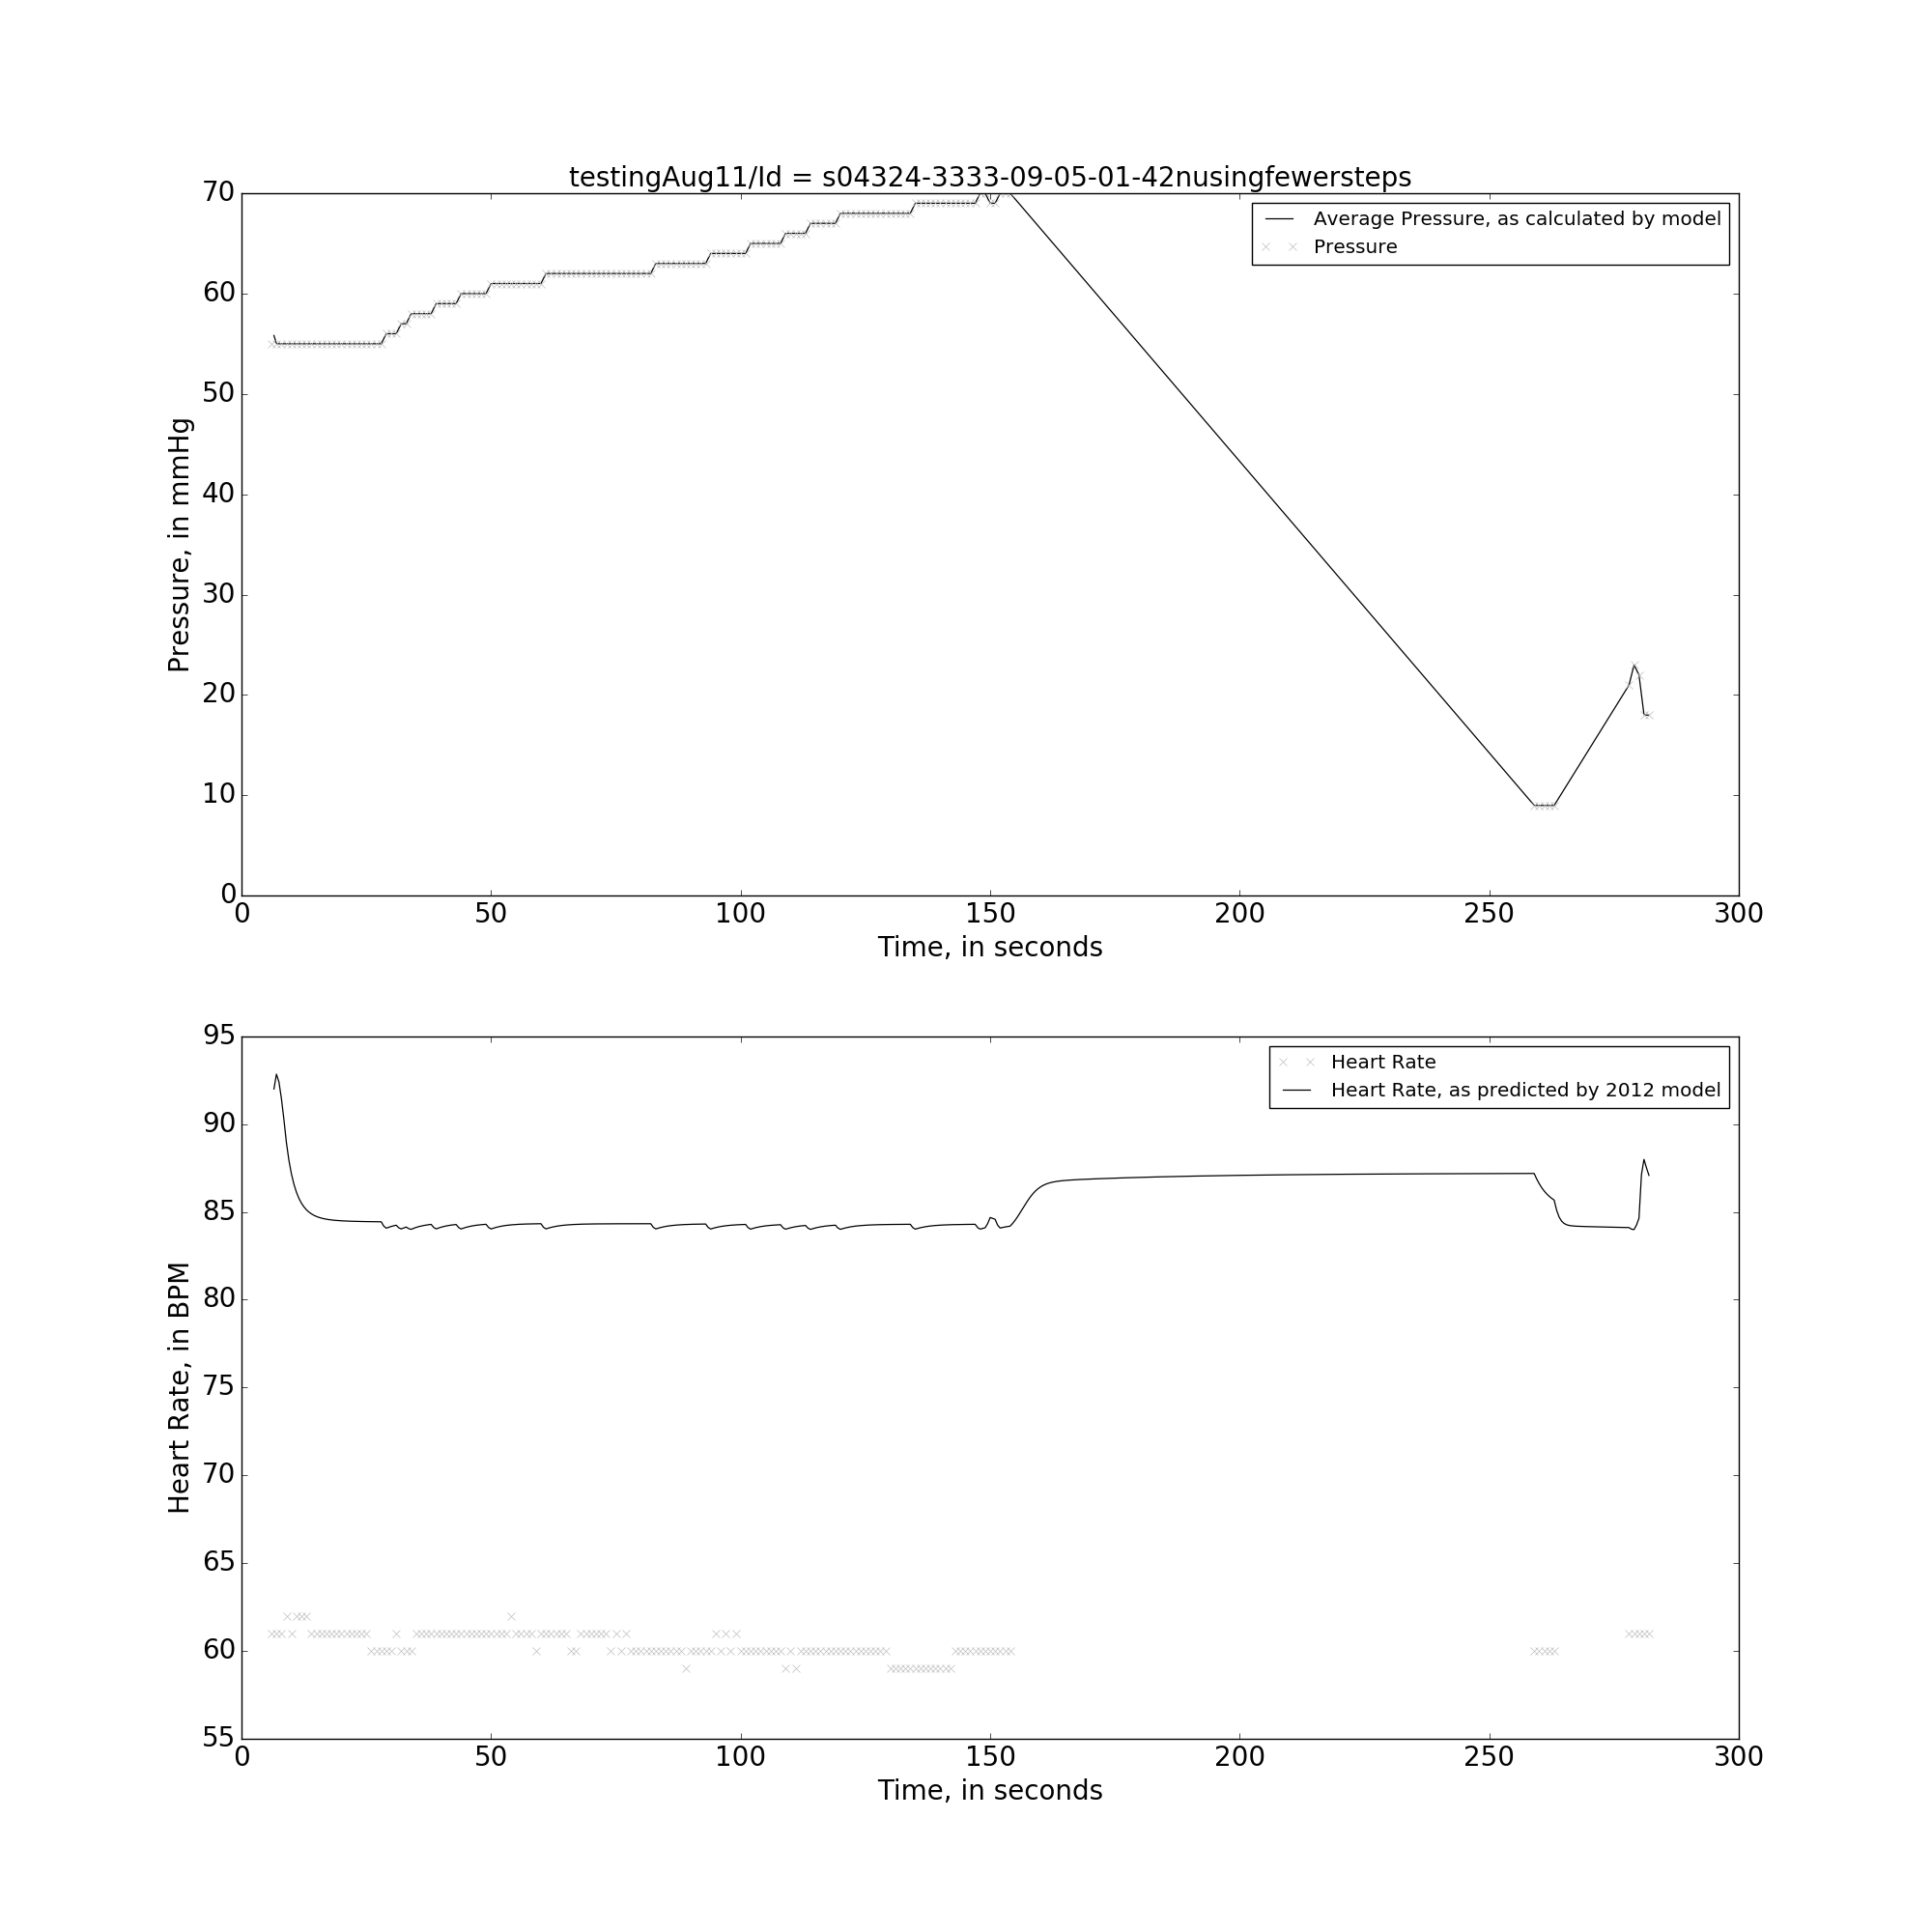 testingAug11/Id = s04324-3333-09-05-01-42nusingfewersteps
70
60
50
40
30
20
10
0
Pressure, in mmHg
Average Pressure, as calculated by model
Pressure
0 50 100 150 200 250 300
Time, in seconds
95
90
85
80
75
70
65
60
55
Heart Rate, in BPM
Heart Rate
Heart Rate, as predicted by 2012 model
0 50 100 150 200 250 300
Time, in seconds